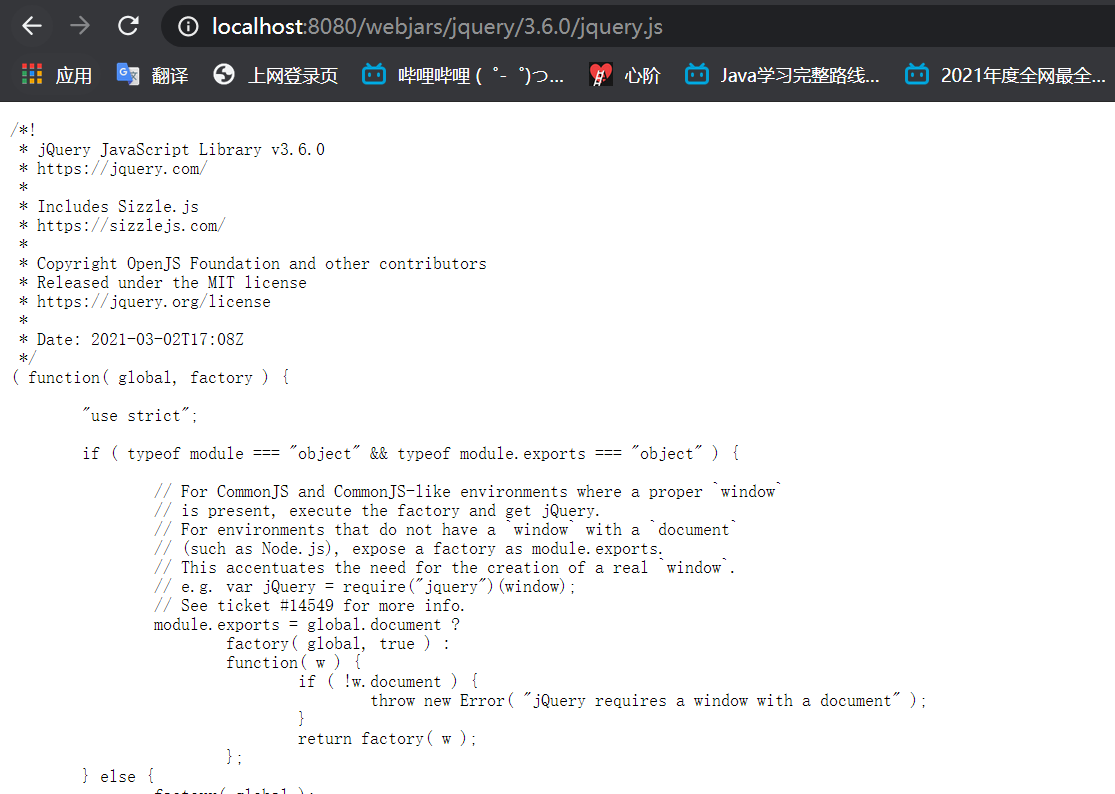 localhost:8080/webjars/jquery/3.6.0/jquery.js
应用 翻译 上网登录页 哔哩哔哩 ( ゜- ゜)つ... 心阶 Java学习完整路线... 2021年度全网最全...
/*!
 * jQuery JavaScript Library v3.6.0
 * https://jquery.com/
 *
 * Includes Sizzle.js
 * https://sizzlejs.com/
 *
 * Copyright OpenJS Foundation and other contributors
 * Released under the MIT license
 * https://jquery.org/license
 *
 * Date: 2021-03-02T17:08Z
 */
( function( global, factory ) {
"use strict";
if ( typeof module === "object" && typeof module.exports === "object" ) {
// For CommonJS and CommonJS-like environments where a proper `window`
// is present, execute the factory and get jQuery.
// For environments that do not have a `window` with a `document`
// (such as Node.js), expose a factory as module.exports.
// This accentuates the need for the creation of a real `window`.
// e.g. var jQuery = require("jquery")(window);
// See ticket #14549 for more info.
module.exports = global.document ?
factory( global, true ) :
function( w ) {
if ( !w.document ) {
throw new Error( "jQuery requires a window with a document" );
}
return factory( w );
};
} else {
factory( global );